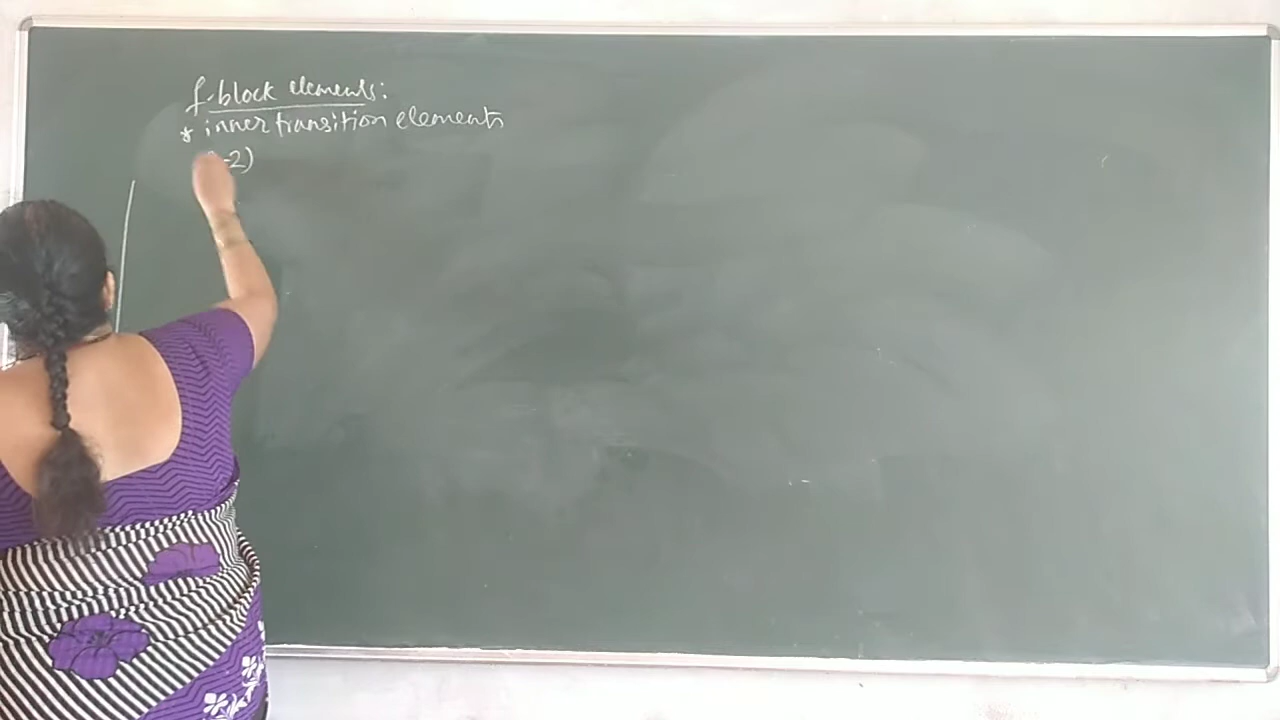 f-block elements:
* inner transition elements
-2)